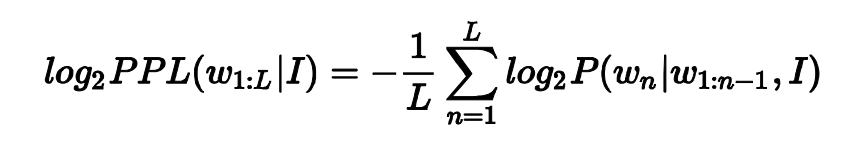 log₂PPL(w₁:L|I) = −1/L ∑ₙ₌₁ᴸ log₂P(wₙ|w₁:ₙ₋₁, I)